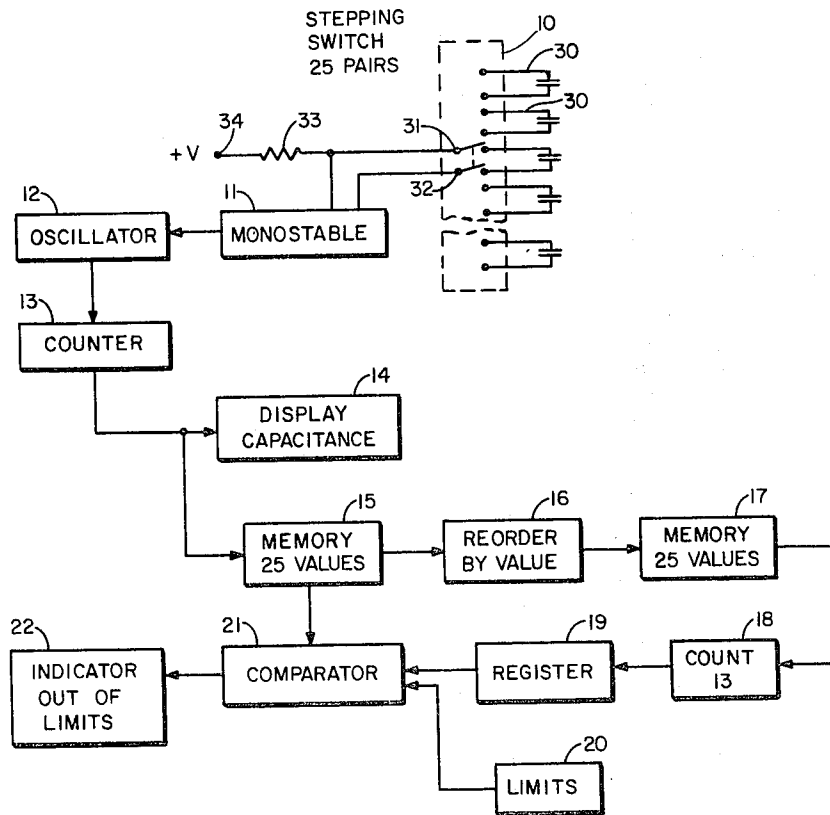 STEPPING
SWITCH
25 PAIRS
10
30
30
34
33
31
+V
32
12
11
OSCILLATOR
MONOSTABLE
13
COUNTER
14
DISPLAY
CAPACITANCE
15
16
17
MEMORY
25 VALUES
REORDER
BY VALUE
MEMORY
25 VALUES
22
21
19
18
INDICATOR
OUT OF
LIMITS
COMPARATOR
REGISTER
COUNT
13
20
LIMITS